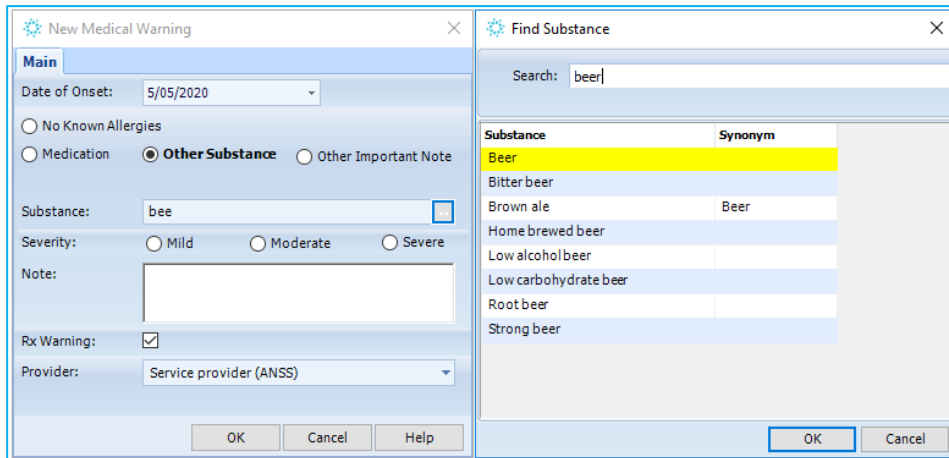 New Medical Warning
Main
Date of Onset: 5/05/2020
No Known Allergies
Medication Other Substance Other Important Note
Substance: bee ..
Severity: Mild Moderate Severe
Note:
Rx Warning:
Provider: Service provider (ANSS)
OK Cancel Help
Find Substance
Search: beer
Substance Synonym
Beer
Bitter beer
Brown ale Beer
Home brewed beer
Low alcohol beer
Low carbohydrate beer
Root beer
Strong beer
OK Cancel